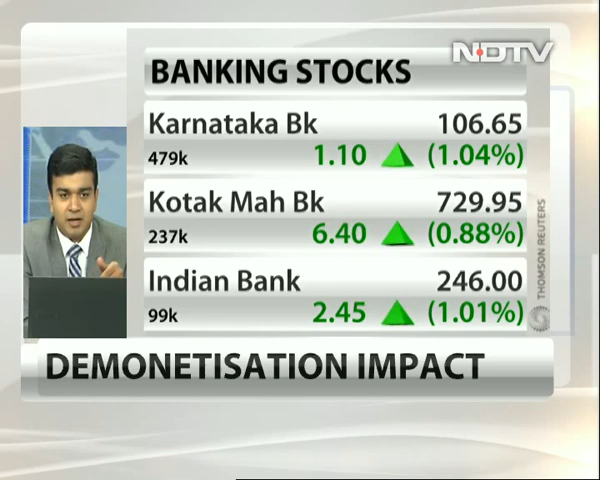 NDTV
BANKING STOCKS
Karnataka Bk 106.65
479k 1.10 (1.04%)
Kotak Mah Bk 729.95
237k 6.40 (0.88%)
Indian Bank 246.00
99k 2.45 (1.01%)
THOMSON REUTERS
DEMONETISATION IMPACT